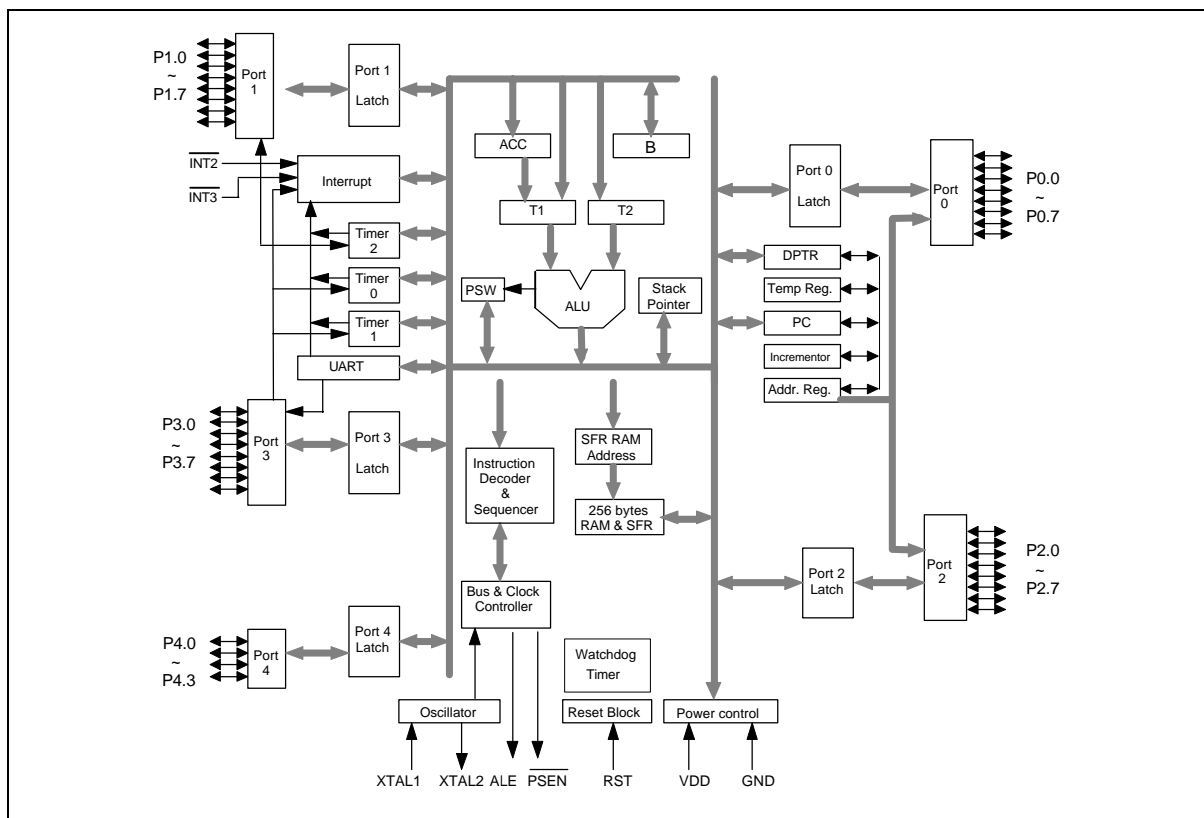 P1.0
~
P1.7
Port
1
Port 1
Latch
INT2
INT3
Interrupt
Timer
2
Timer
0
Timer
1
UART
P3.0
~
P3.7
Port
3
Port 3
Latch
P4.0
~
P4.3
Port
4
Port 4
Latch
ACC
B
T1
T2
PSW
ALU
Stack
Pointer
Instruction
Decoder
&
Sequencer
SFR RAM
Address
256 bytes
RAM & SFR
Bus & Clock
Controller
Watchdog
Timer
Oscillator
Reset Block
Power control
XTAL1
XTAL2
ALE
PSEN
RST
VDD
GND
Port 0
Latch
Port
0
P0.0
~
P0.7
DPTR
Temp Reg.
PC
Incrementor
Addr. Reg.
Port 2
Latch
Port
2
P2.0
~
P2.7